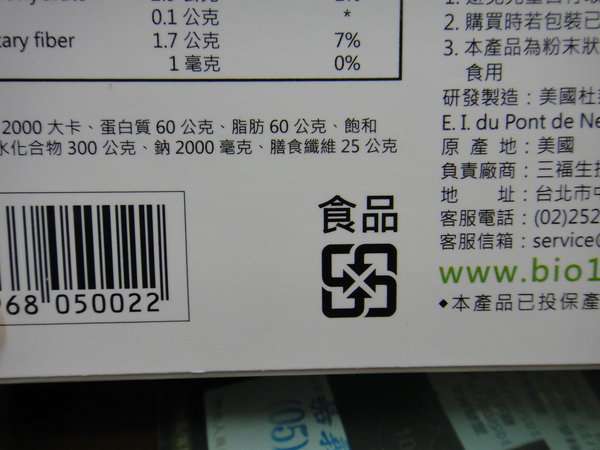 0.1 公克 *
tary fiber 1.7 公克 7%
1 毫克 0%
2000 大卡、蛋白質 60 公克、脂肪 60 公克、飽和
水化合物 300 公克、鈉 2000 毫克、膳食纖維 25 公克
968 050022
食品
2. 購買時若包裝已
3. 本產品為粉末狀
食用
研發製造：美國杜
E. I. du Pont de Ne
原 產 地：美國
負責廠商：三福生
地 址：台北市
客服電話：(02)252
客服信箱：service@
www.bio1
◆本產品已投保產
(05)